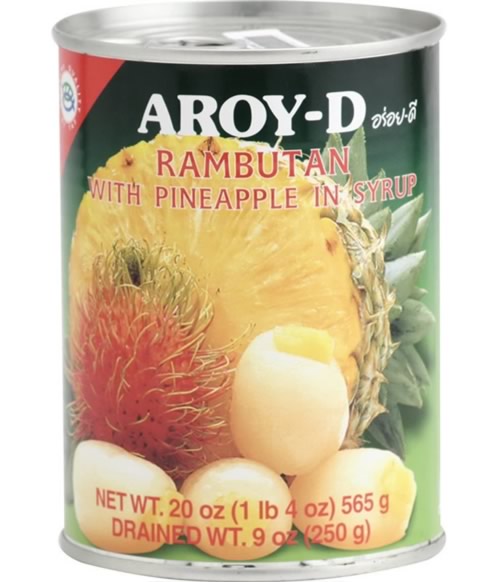 AROY-D อร่อย-ดี
RAMBUTAN
WITH PINEAPPLE IN SYRUP
NET WT. 20 oz (1 lb 4 oz) 565 g
DRAINED WT. 9 oz (250 g)